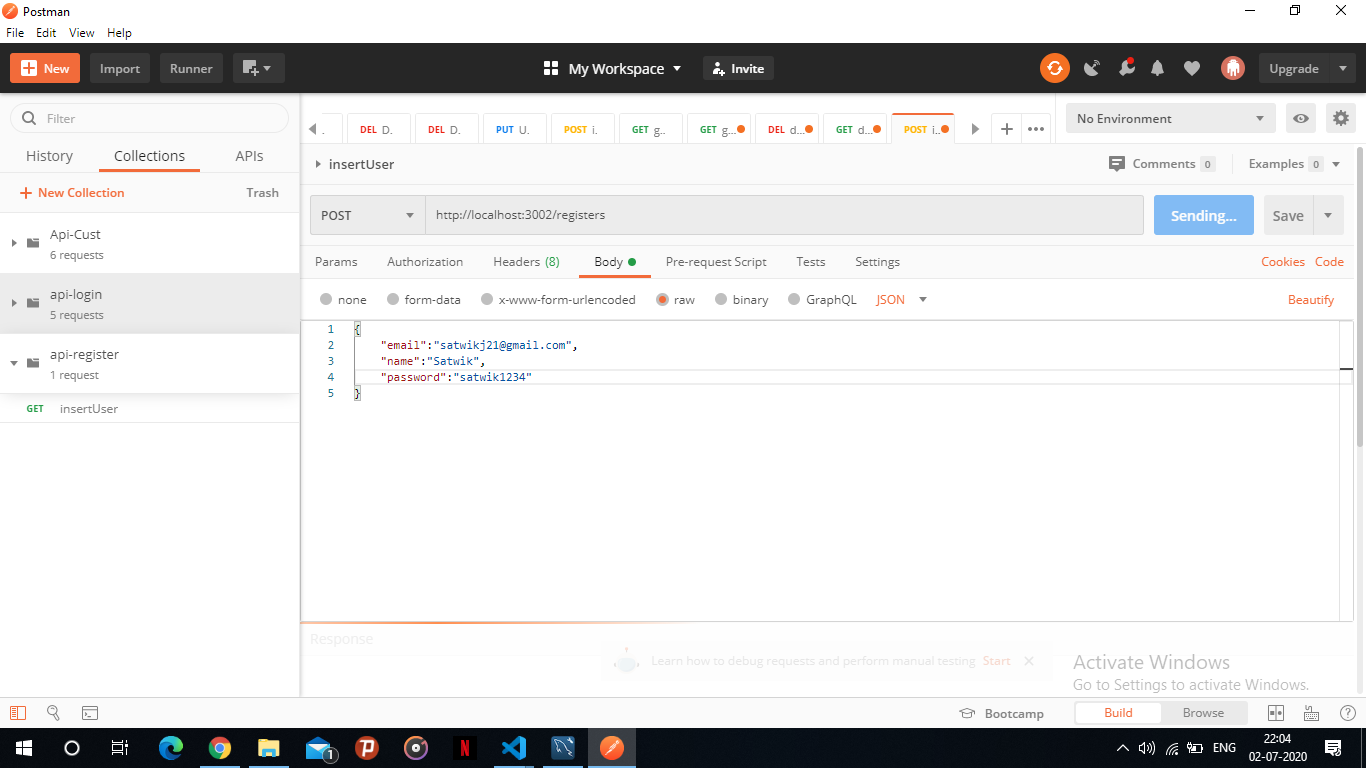 Postman
File Edit View Help
New Import Runner My Workspace Invite Upgrade
Filter
History Collections APIs
New Collection Trash
Api-Cust
6 requests
api-login
5 requests
api-register
1 request
GET insertUser
. DEL D. DEL D. PUT U. POST i. GET g.. GET g... DEL d... GET d... POST i...
No Environment
insertUser Comments 0 Examples 0
POST http://localhost:3002/registers Sending... Save
Params Authorization Headers (8) Body Pre-request Script Tests Settings Cookies Code
none form-data x-www-form-urlencoded raw binary GraphQL JSON Beautify
1 {
2 "email":"satwikj21@gmail.com",
3 "name":"Satwik",
4 "password":"satwik1234"
5 }
Response
Learn how to debug requests and perform manual testing Start
Activate Windows
Go to Settings to activate Windows.
Bootcamp Build Browse
1 N ENG 22:04
02-07-2020 3